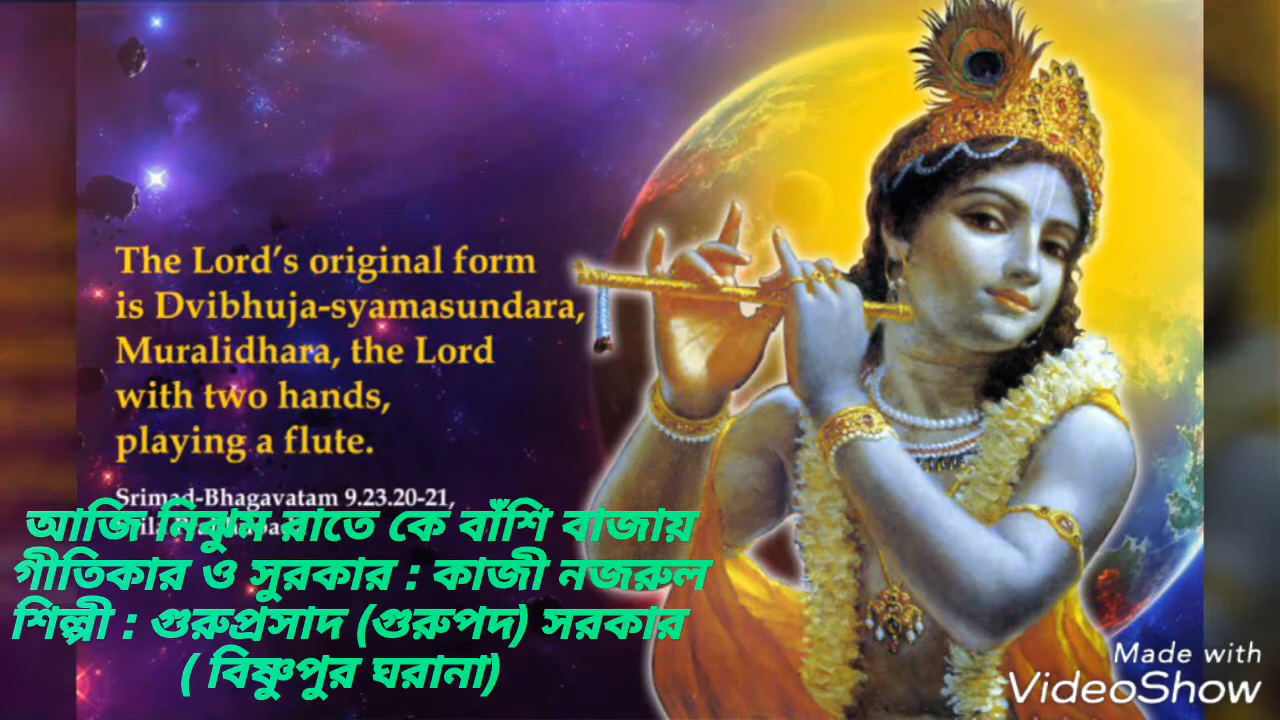 The Lord's original form
is Dvibhuja-syamasundara,
Muralidhara, the Lord
with two hands,
playing a flute.
Srimad-Bhagavatam 9.23.20-21,
আজি নিঝুম রাতে কে বাঁশি বাজায়
গীতিকার ও সুরকার : কাজী নজরুল
শিল্পী : গুরুপ্রসাদ (গুরুপদ) সরকার
( বিষ্ণুপুর ঘরানা)
Made with
VideoShow